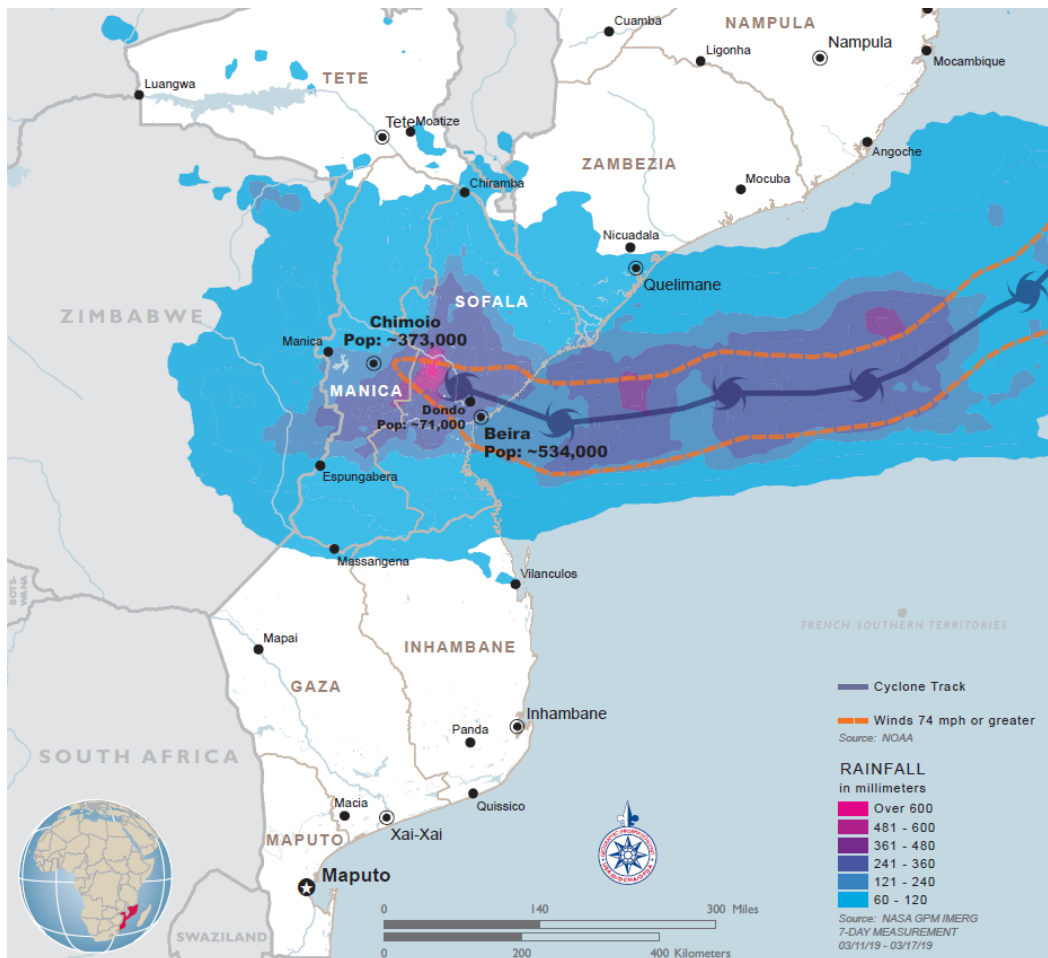 NAMPULA
Cuamba
Ligonha
Nampula
Mocambique
TETE
Luangwa
Tete
Moatize
Angoche
ZAMBEZIA
Chiramba
Mocuba
Nicuadala
Quelimane
SOFALA
ZIMBABWE
Chimoio
Pop: ~373,000
Manica
MANICA
Dondo
Pop: ~71,000
Beira
Pop: ~534,000
Espungabera
Massangena
BOTS-
WANA
Vilanculos
FRENCH SOUTHERN TERRITORIES
Mapai
INHAMBANE
GAZA
Inhambane
Panda
SOUTH AFRICA
Quissico
Macia
Xai-Xai
MAPUTO
Maputo
SWAZILAND
0 140 300 Miles
0 200 400 Kilometers
Cyclone Track
Winds 74 mph or greater
Source: NOAA
RAINFALL
in millimeters
Over 600
481 - 600
361 - 480
241 - 360
121 - 240
60 - 120
Source: NASA GPM IMERG
7-DAY MEASUREMENT
03/11/19 - 03/17/19